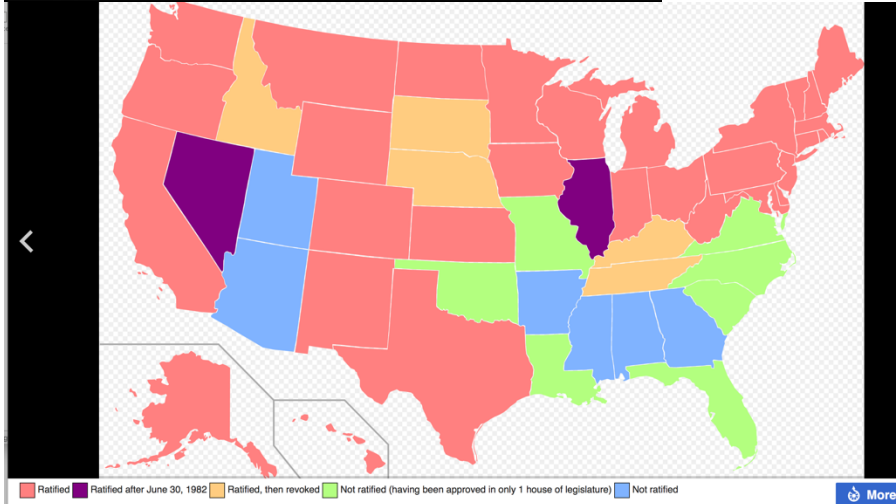 Ratified Ratified after June 30, 1982 Ratified, then revoked Not ratified (having been approved in only 1 house of legislature) Not ratified
More